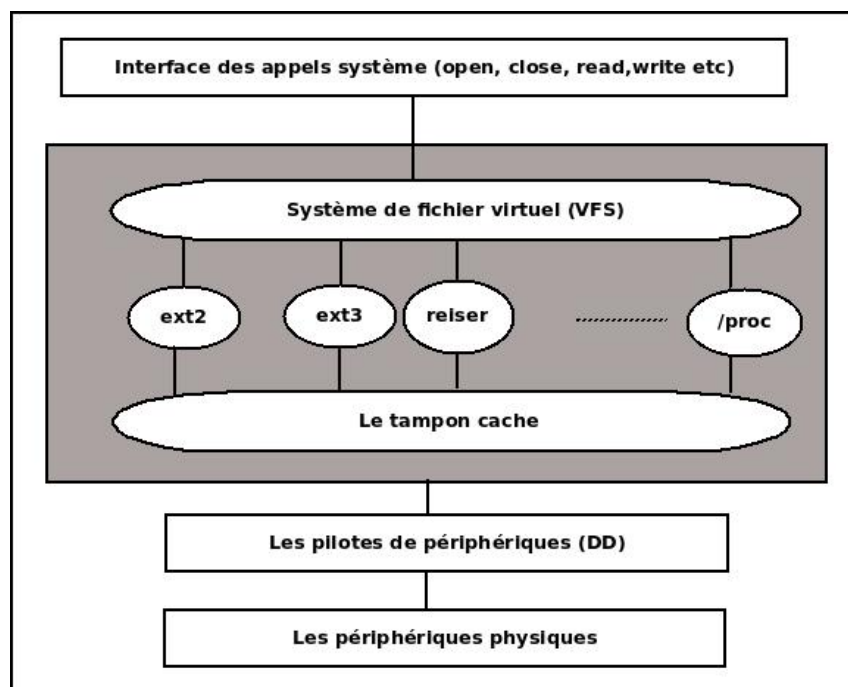 Interface des appels système (open, close, read,write etc)
Système de fichier virtuel (VFS)
ext2
ext3
reiser
/proc
Le tampon cache
Les pilotes de périphériques (DD)
Les périphériques physiques